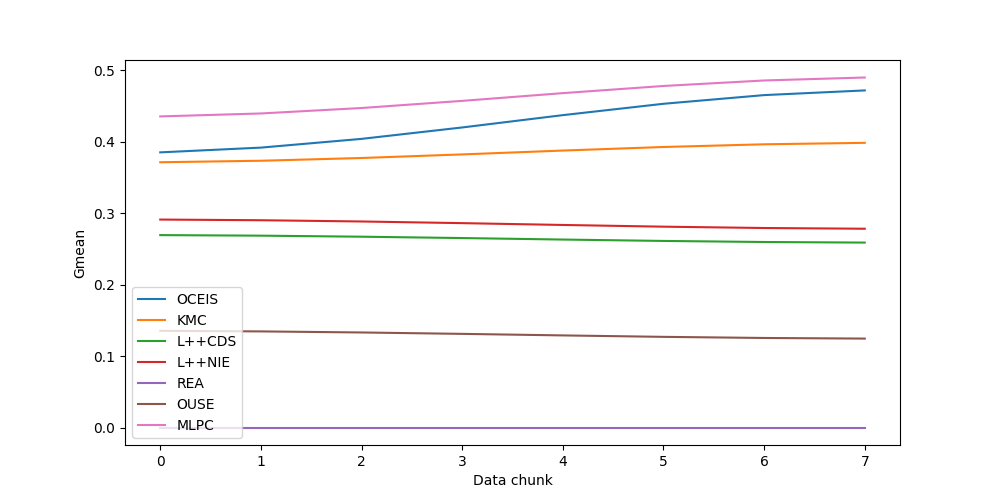 0.5
0.4
0.3
0.2
0.1
0.0
Gmean
OCEIS
KMC
L++CDS
L++NIE
REA
OUSE
MLPC
0 1 2 3 4 5 6 7
Data chunk